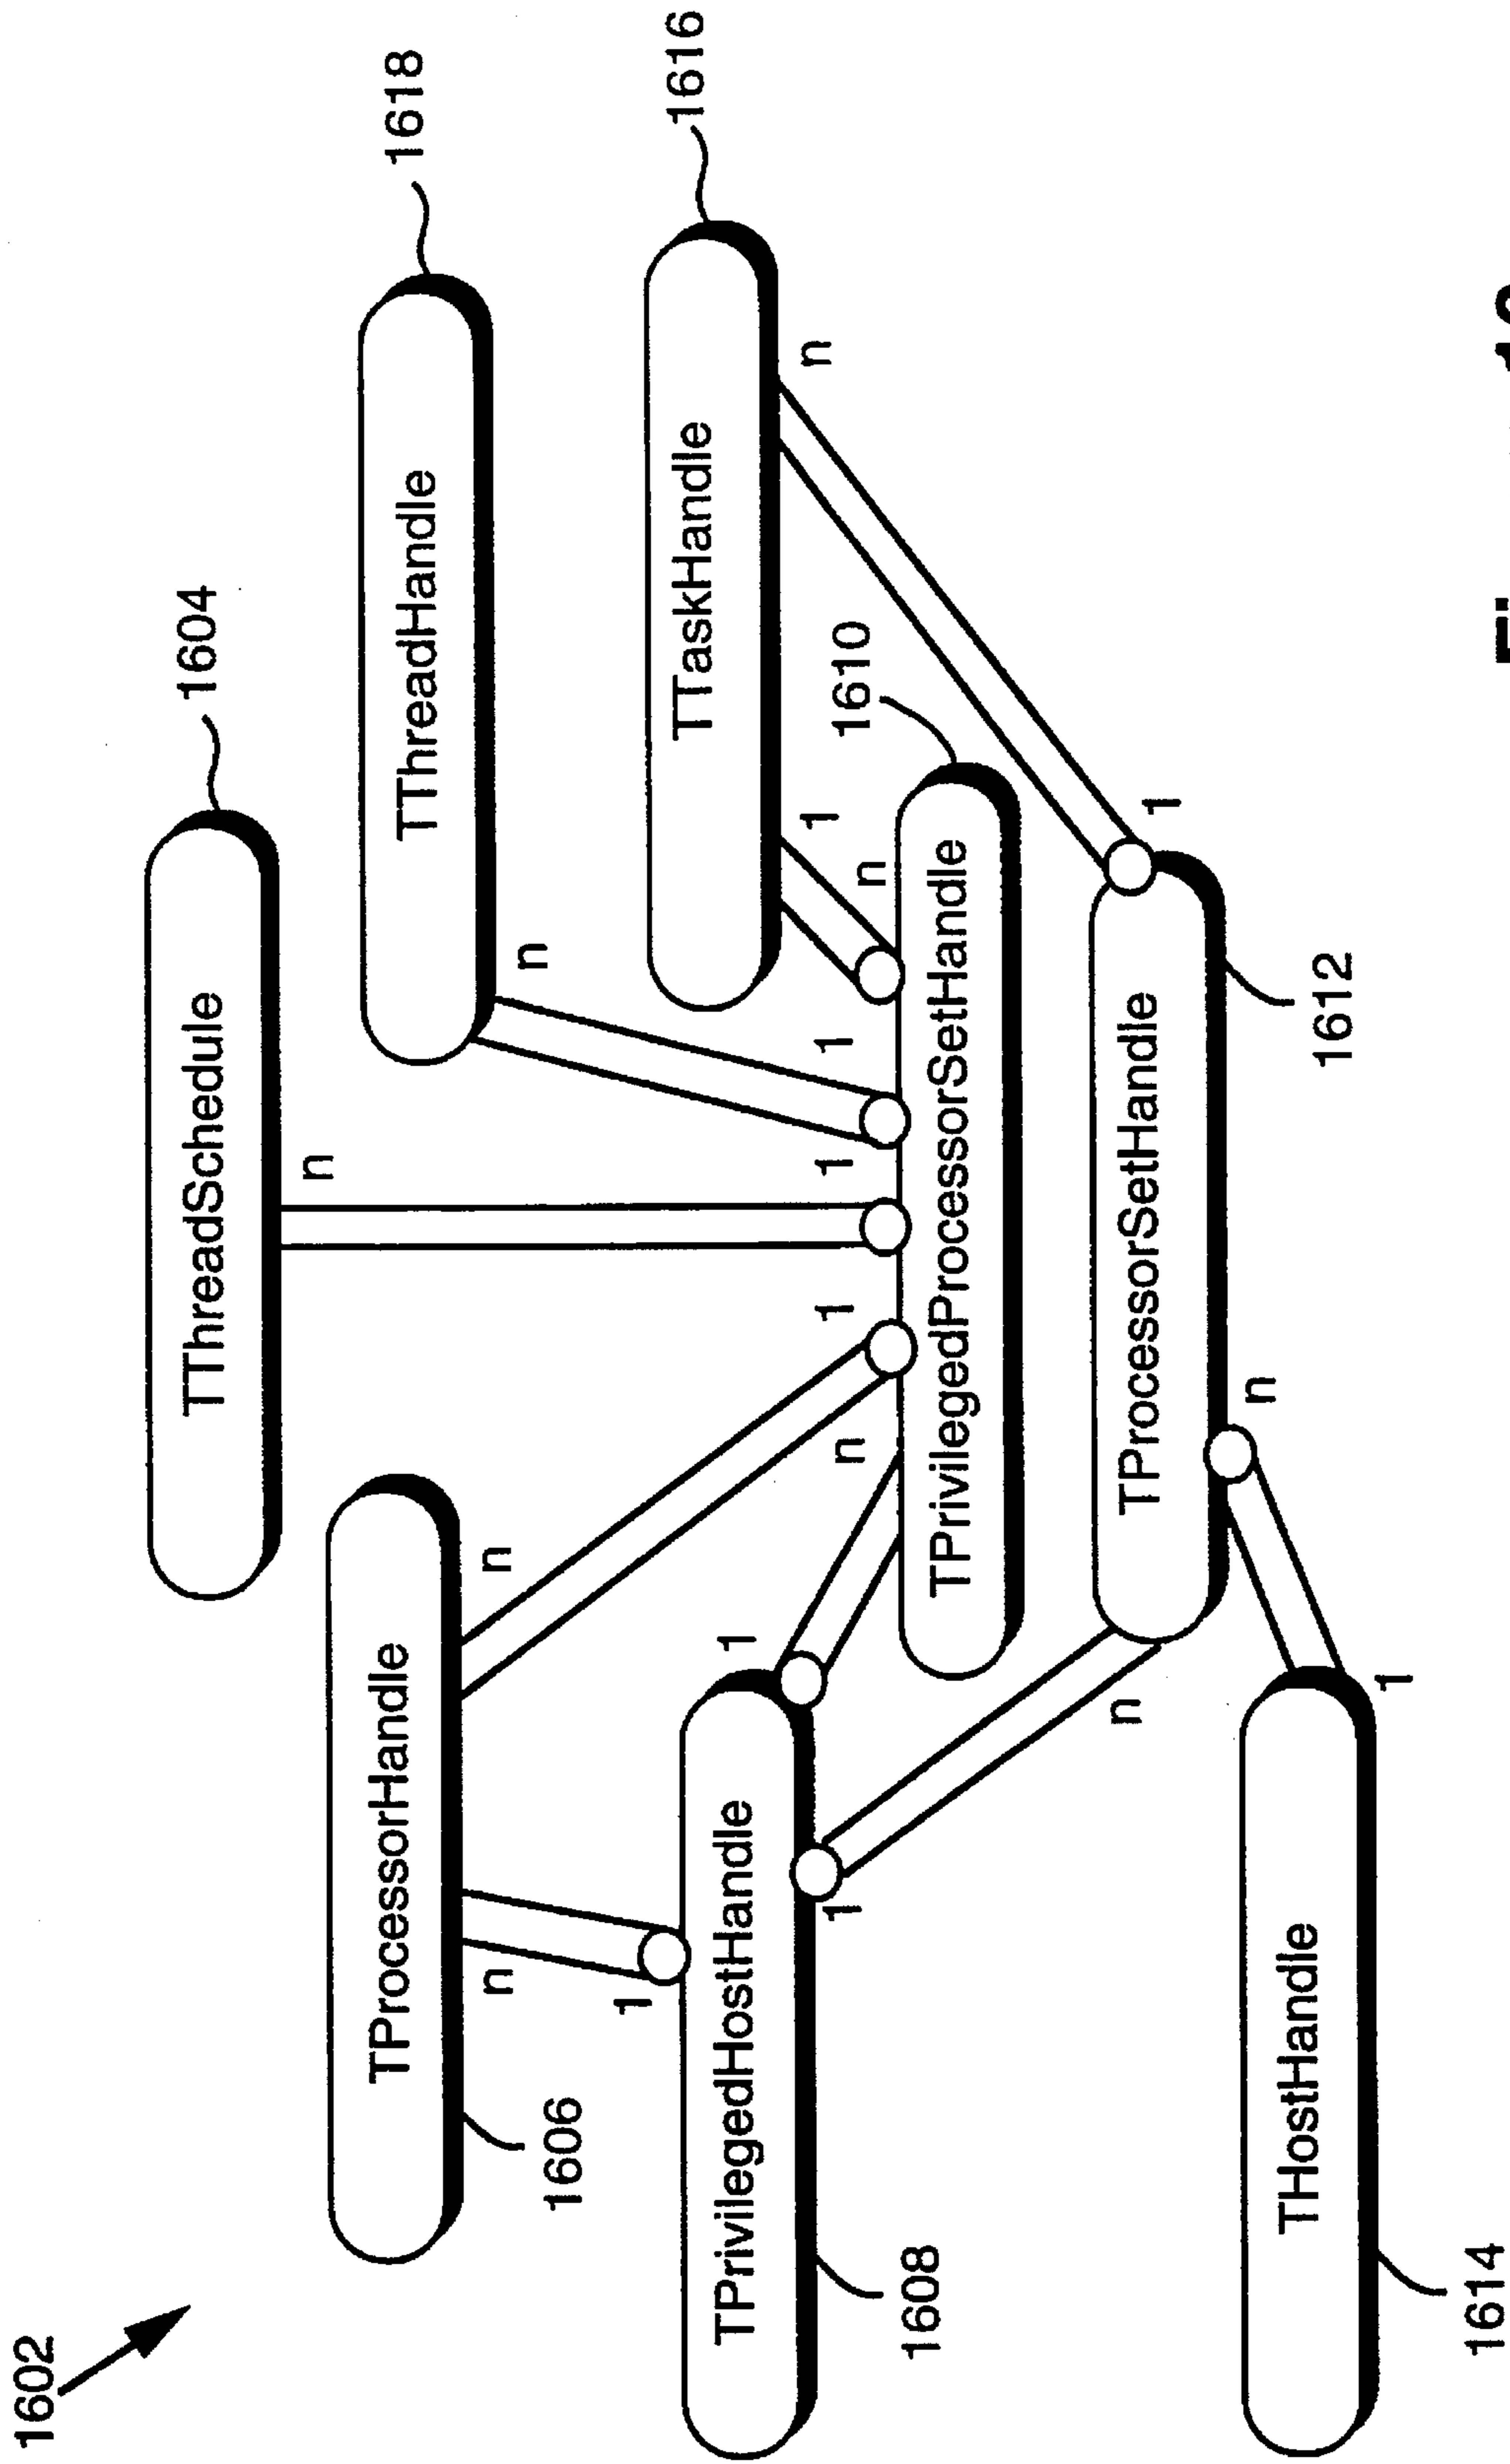 1602
TThreadSchedule
1604
n
TProcessorHandle
TThreadHandle
1618
n
n
n
1606
1
TPrivilegedHostHandle
1
TTaskHandle
1616
1
1
1
1
n
n
n
1610
1
1608
TPrivilegedProcessorSetHandle
n
TProcessorSetHandle
1
n
THostHandle
1612
1
1614